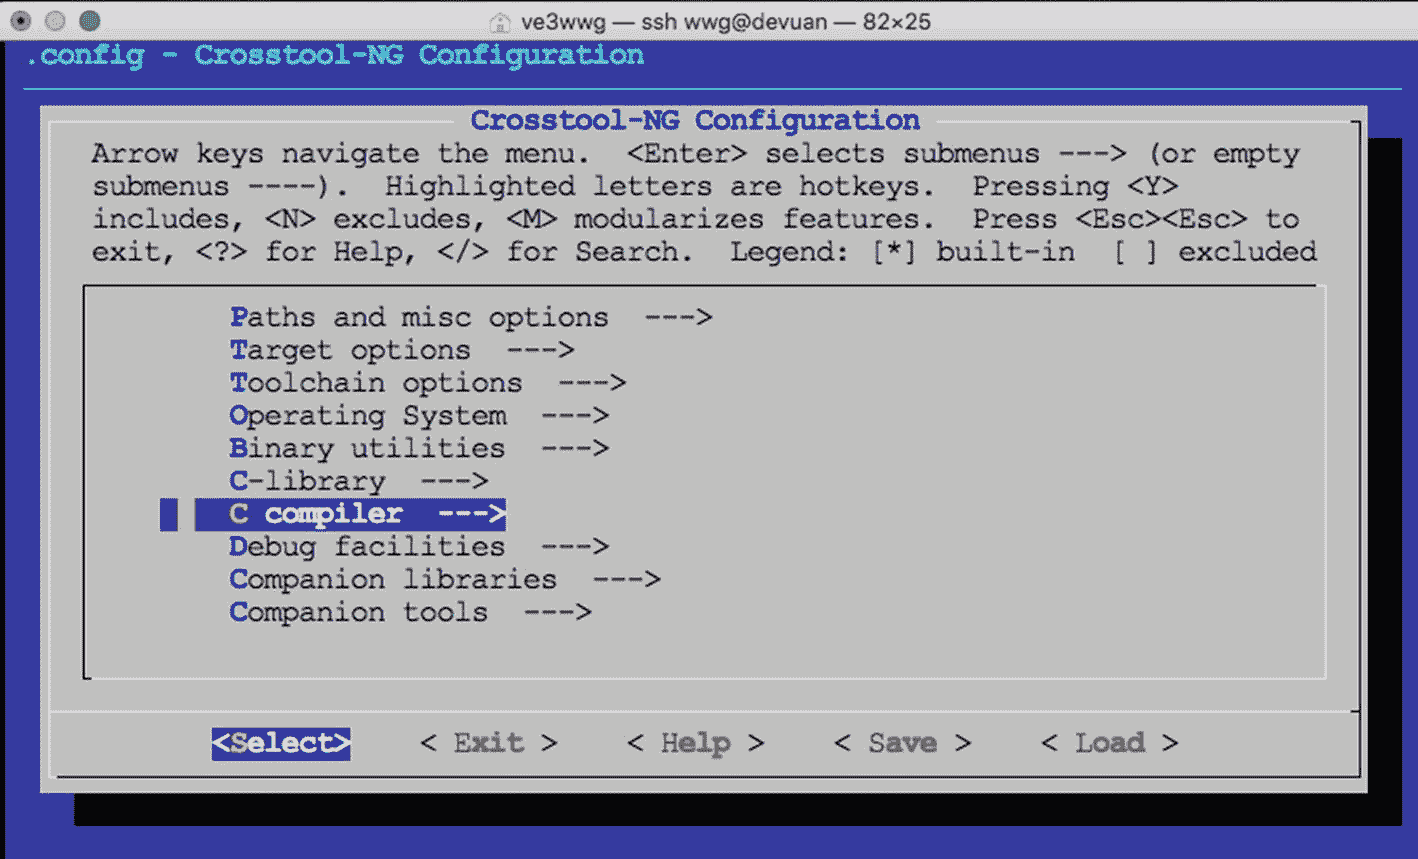 ve3wwg — ssh wwg@devuan — 82×25
.config - Crosstool-NG Configuration
Crosstool-NG Configuration
Arrow keys navigate the menu.  <Enter> selects submenus ---> (or empty
submenus ----).  Highlighted letters are hotkeys.  Pressing <Y>
includes, <N> excludes, <M> modularizes features.  Press <Esc><Esc> to
exit, <?> for Help, </> for Search.  Legend: [*] built-in  [ ] excluded
Paths and misc options  --->
Target options  --->
Toolchain options  --->
Operating System  --->
Binary utilities  --->
C-library  --->
C compiler  --->
Debug facilities  --->
Companion libraries  --->
Companion tools  --->
<Select>    < Exit >    < Help >    < Save >    < Load >